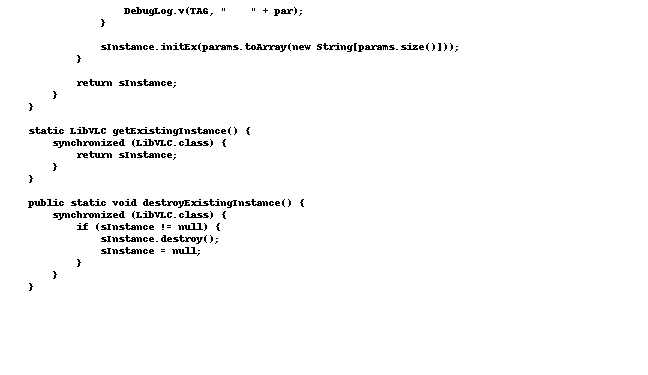 DebugLog.v(TAG, "    " + par);
}
sInstance.initEx(params.toArray(new String[params.size()]));
}
return sInstance;
}
}
static LibVLC getExistingInstance() {
synchronized (LibVLC.class) {
return sInstance;
}
}
public static void destroyExistingInstance() {
synchronized (LibVLC.class) {
if (sInstance != null) {
sInstance.destroy();
sInstance = null;
}
}
}